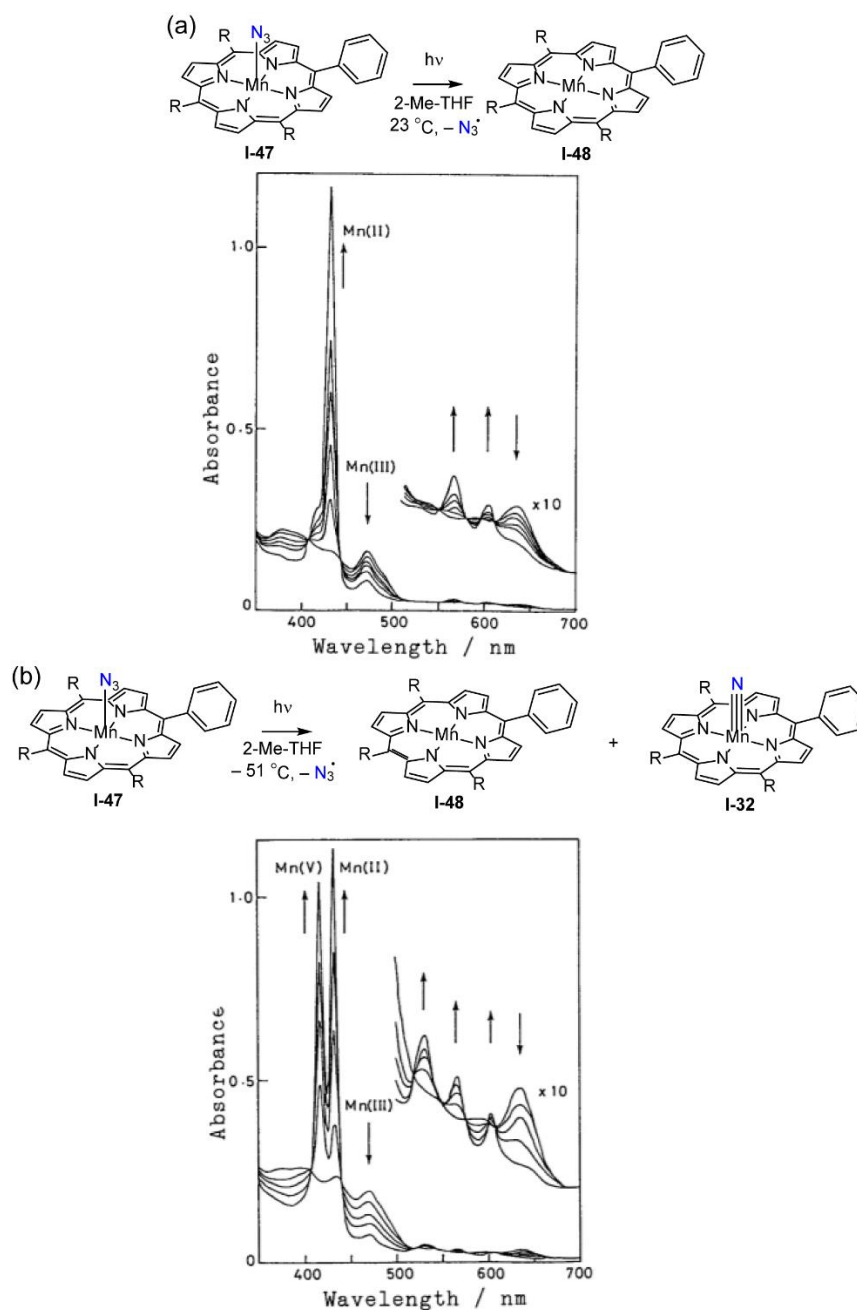 (a)
R N3 hν R
N N Mn N N 2-Me-THF N N Mn N N
R R 23 °C, – N3• R R
I-47 I-48
Mn(II)
1.0
Absorbance
0.5
Mn(III)
x10
0
400 500 600 700
Wavelength / nm
(b)
R N3 hν R R N
N N Mn N N 2-Me-THF N N Mn N N + N N Mn N N
R R – 51 °C, – N3• R R R R
I-47 I-48 I-32
Mn(V) Mn(II)
1.0
Absorbance
0.5
Mn(III)
x10
0
400 500 600 700
Wavelength / nm